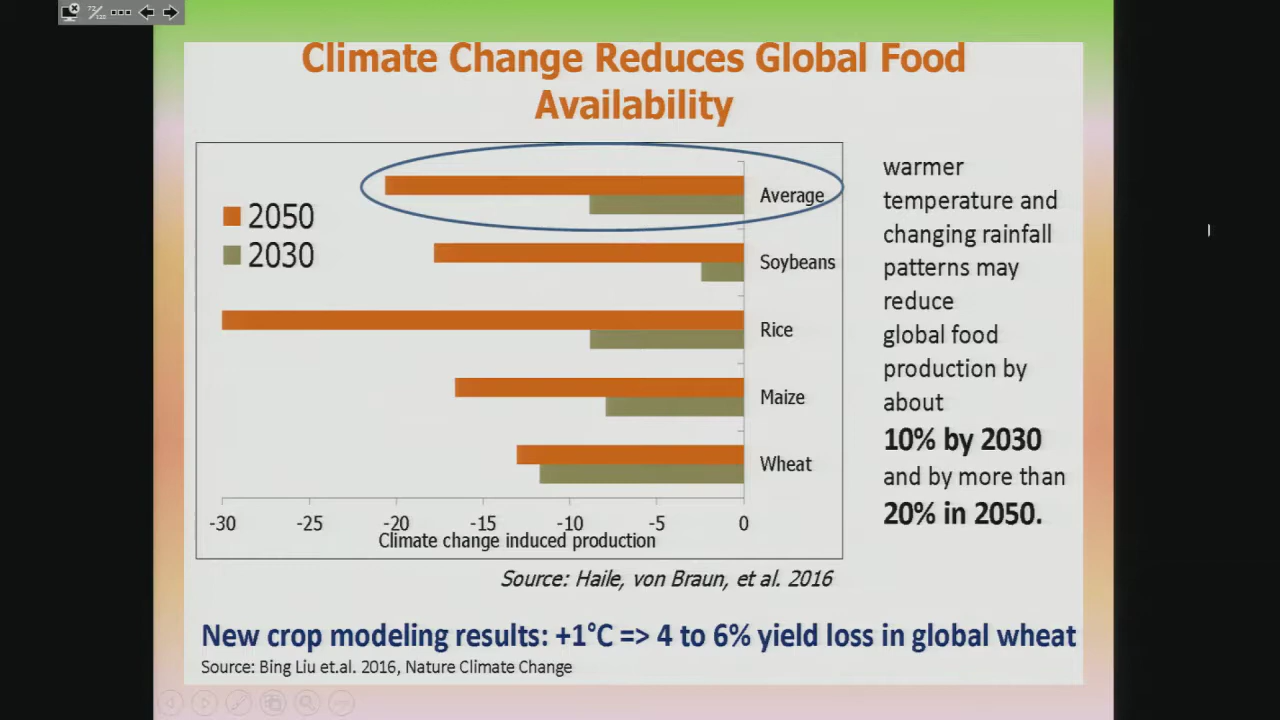 Climate Change Reduces Global Food
Availability
2050
2030
Average
Soybeans
Rice
Maize
Wheat
-30 -25 -20 -15 -10 -5 0
Climate change induced production
Source: Haile, von Braun, et al. 2016
warmer
temperature and
changing rainfall
patterns may
reduce
global food
production by
about
10% by 2030
and by more than
20% in 2050.
New crop modeling results: +1°C => 4 to 6% yield loss in global wheat
Source: Bing Liu et.al. 2016, Nature Climate Change